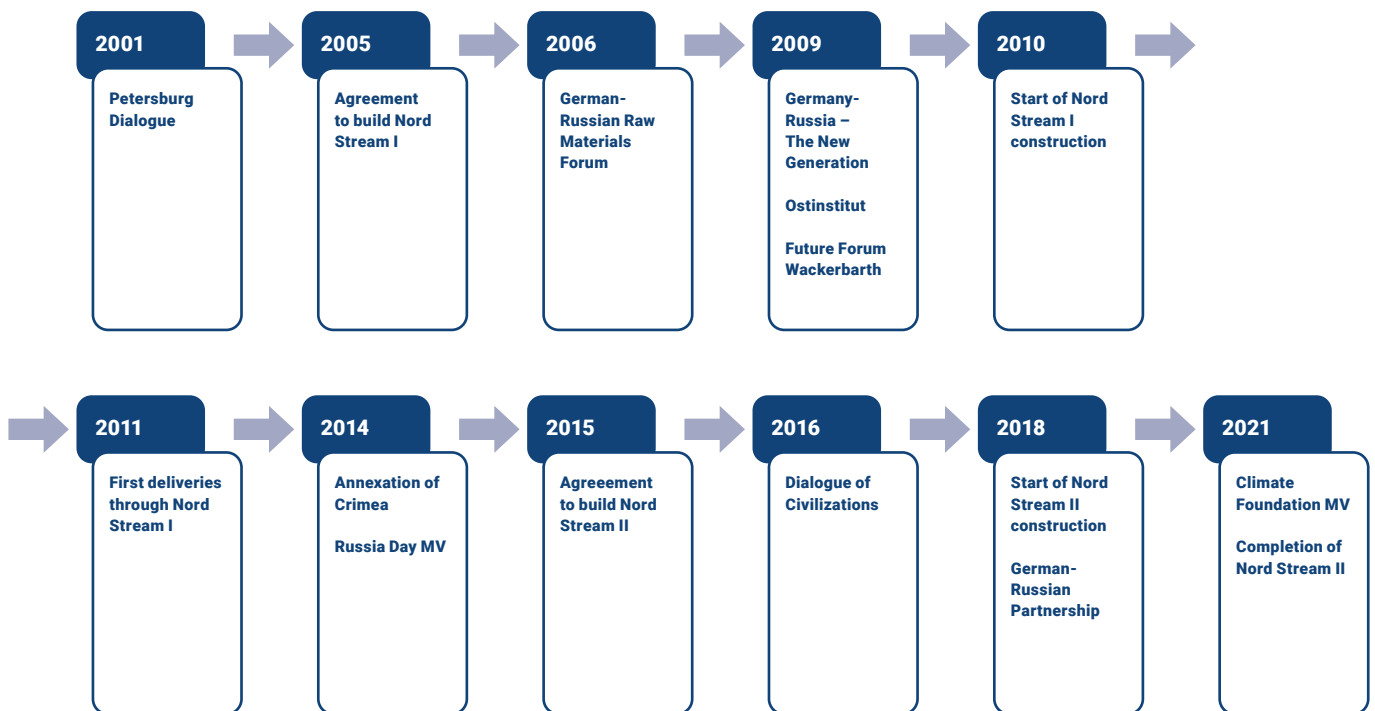 2001
Petersburg
Dialogue
2005
Agreement
to build Nord
Stream I
2006
German-
Russian Raw
Materials
Forum
2009
Germany-
Russia –
The New
Generation
Ostinstitut
Future Forum
Wackerbarth
2010
Start of Nord
Stream I
construction
2011
First deliveries
through Nord
Stream I
2014
Annexation of
Crimea
Russia Day MV
2015
Agreeement
to build Nord
Stream II
2016
Dialogue of
Civilizations
2018
Start of Nord
Stream II
construction
German-
Russian
Partnership
2021
Climate
Foundation MV
Completion of
Nord Stream II